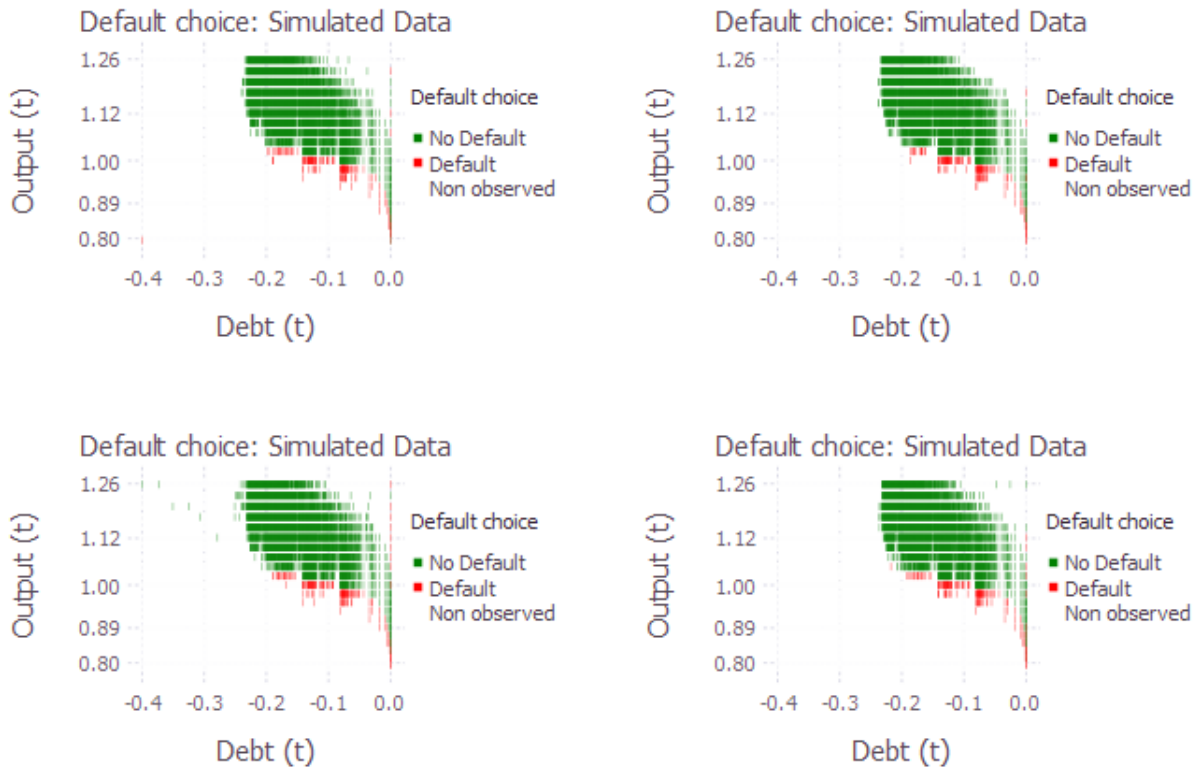 Default choice: Simulated Data
Output (t)
1.26
1.12
1.00
0.89
0.80
-0.4 -0.3 -0.2 -0.1 0.0
Debt (t)
Default choice
No Default
Default
Non observed
Default choice: Simulated Data
Output (t)
1.26
1.12
1.00
0.89
0.80
-0.4 -0.3 -0.2 -0.1 0.0
Debt (t)
Default choice
No Default
Default
Non observed
Default choice: Simulated Data
Output (t)
1.26
1.12
1.00
0.89
0.80
-0.4 -0.3 -0.2 -0.1 0.0
Debt (t)
Default choice
No Default
Default
Non observed
Default choice: Simulated Data
Output (t)
1.26
1.12
1.00
0.89
0.80
-0.4 -0.3 -0.2 -0.1 0.0
Debt (t)
Default choice
No Default
Default
Non observed